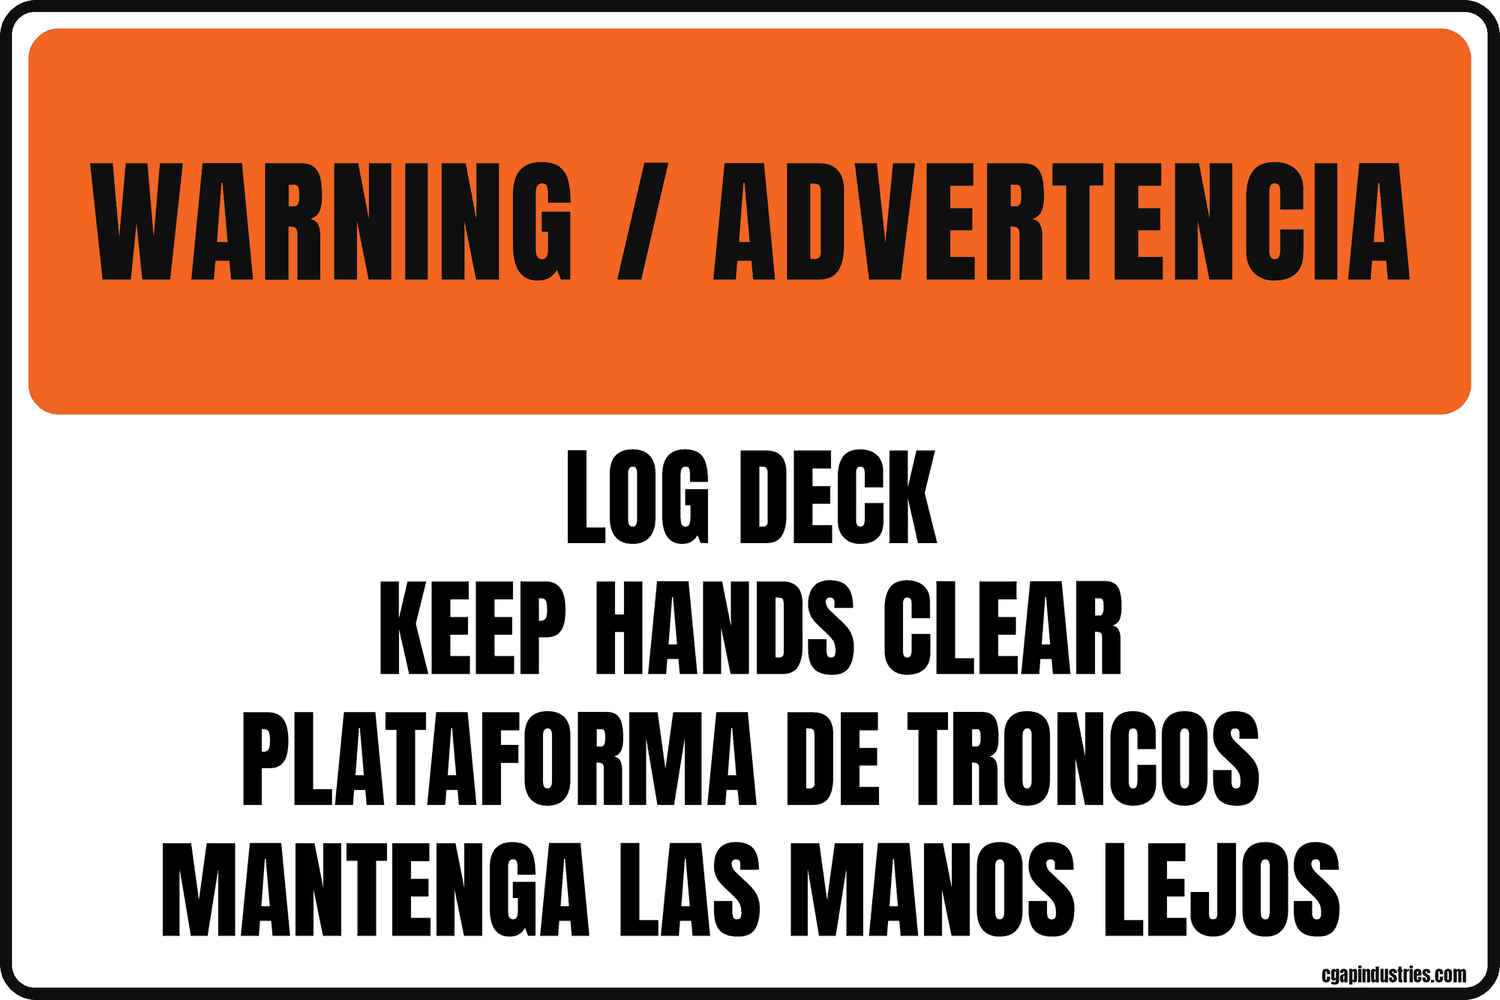 WARNING / ADVERTENCIA
LOG DECK
KEEP HANDS CLEAR
PLATAFORMA DE TRONCOS
MANTENGA LAS MANOS LEJOS
cgapindustries.com